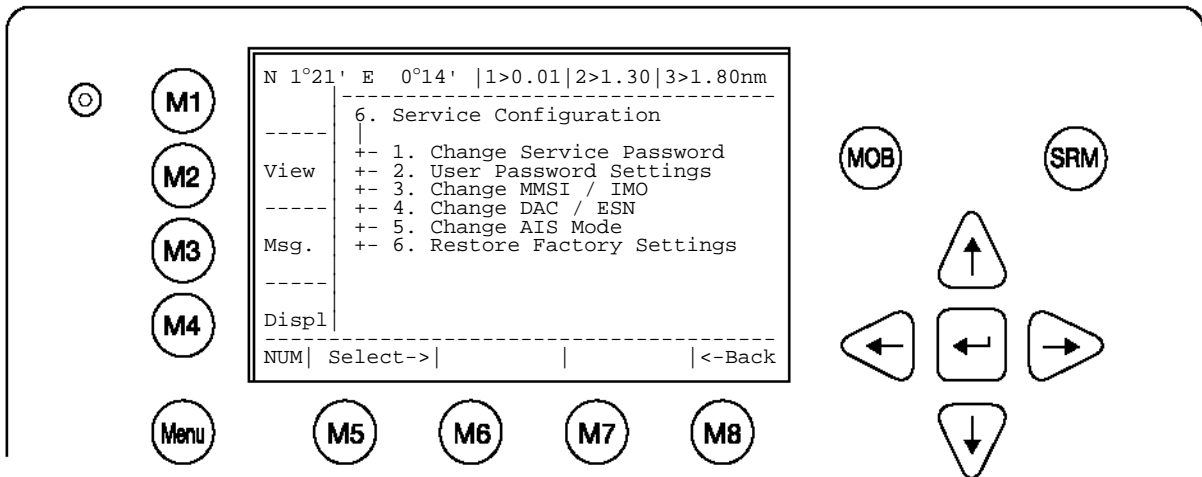 N 1°21' E 0°14' |1>0.01|2>1.30|3>1.80nm
6. Service Configuration
+- 1. Change Service Password
+- 2. User Password Settings
+- 3. Change MMSI / IMO
+- 4. Change DAC / ESN
+- 5. Change AIS Mode
+- 6. Restore Factory Settings
View
Msg.
Displ
NUM| Select->| | |<-Back
M1
M2
M3
M4
Menu
M5
M6
M7
M8
MOB
SRM